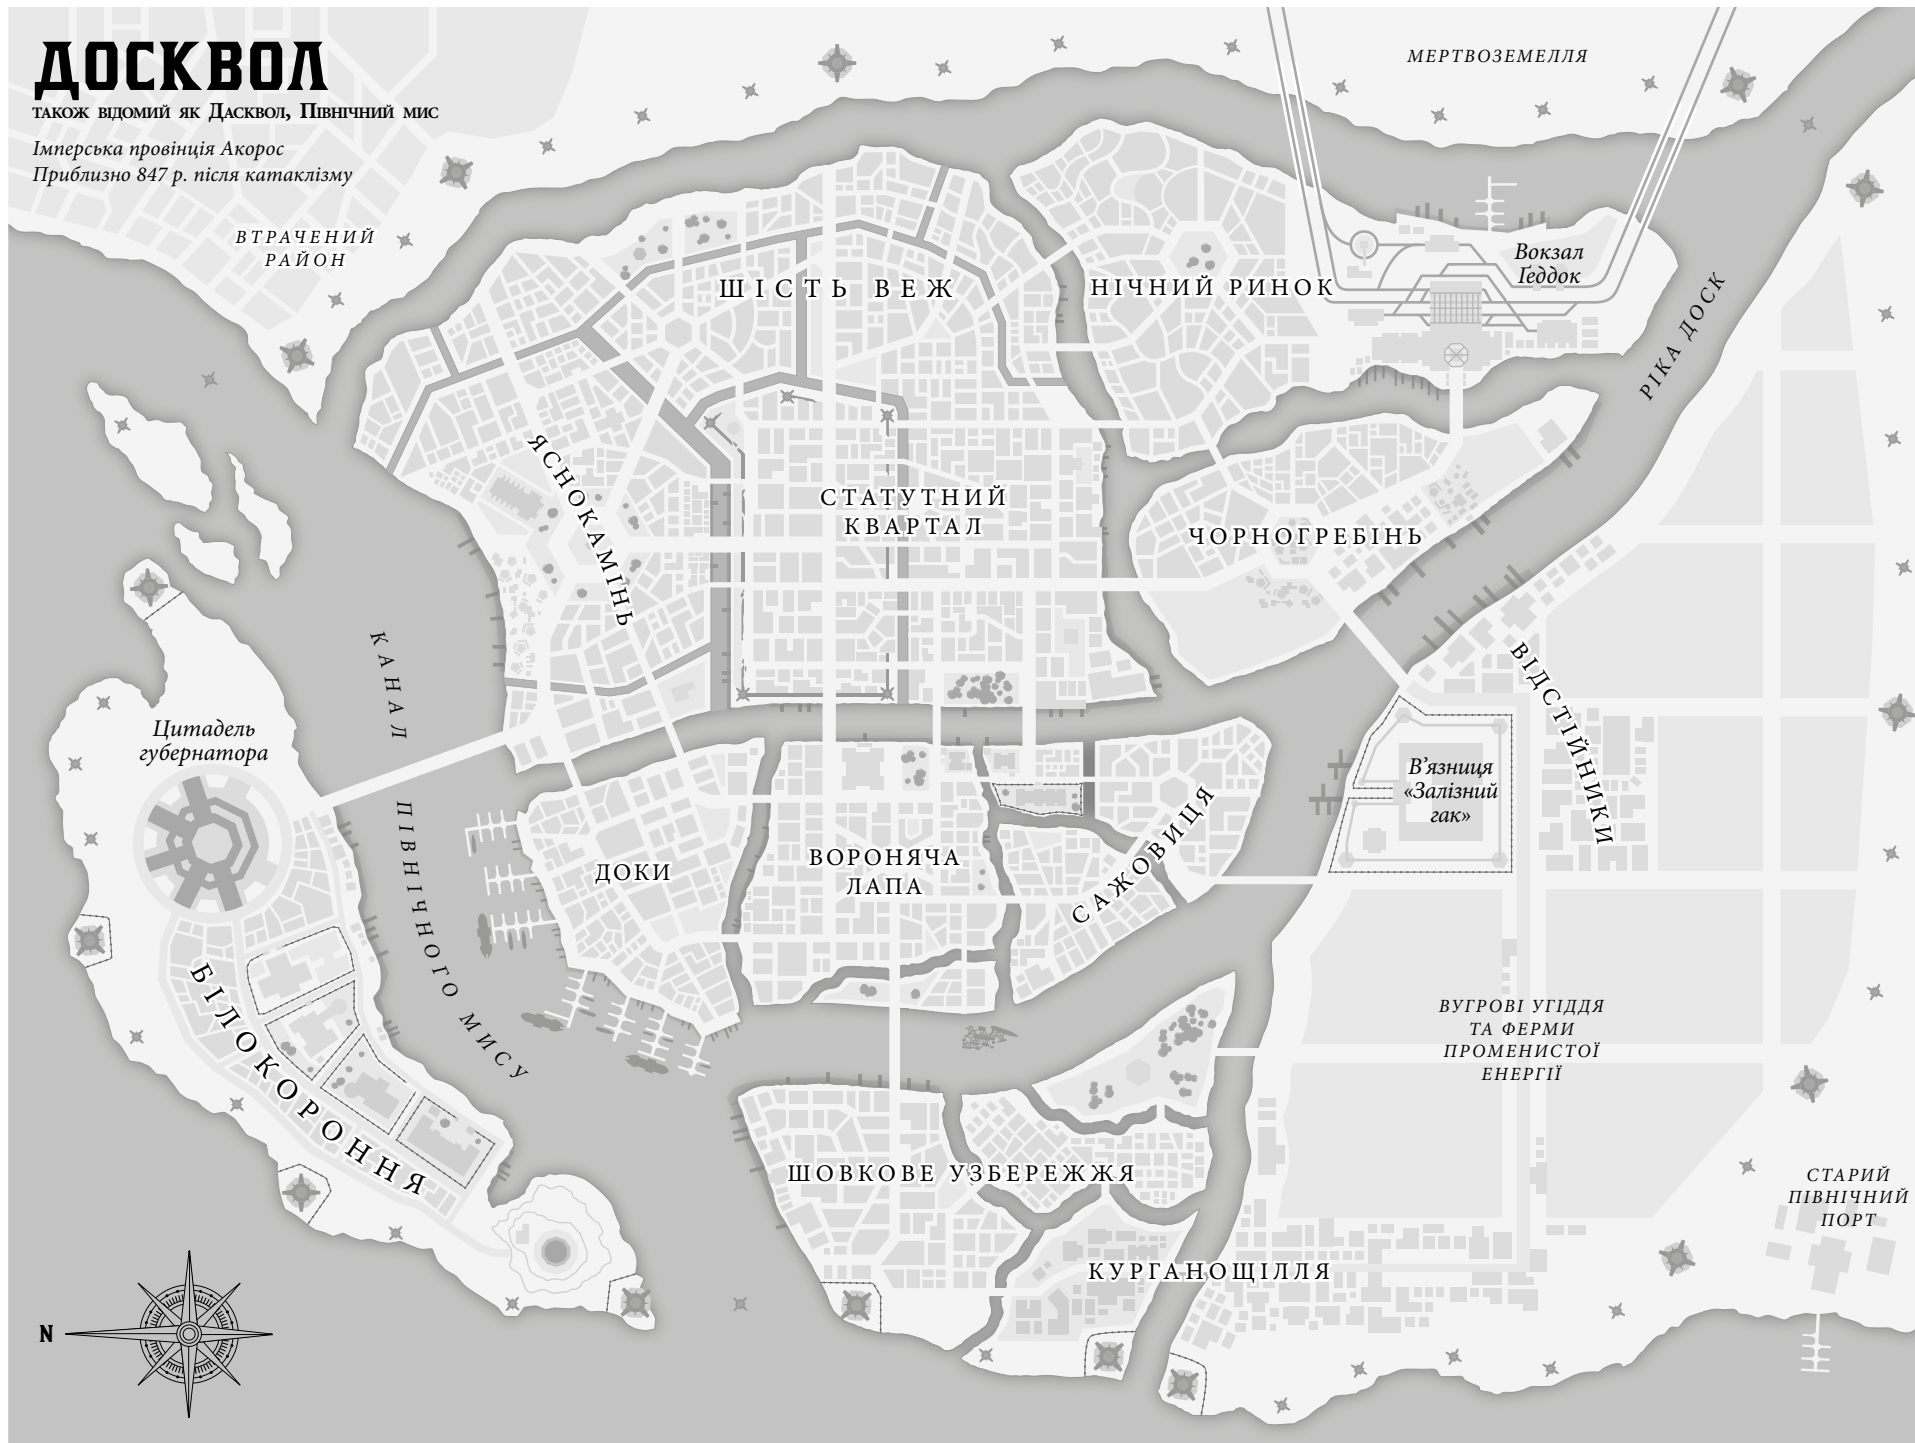 ДОСКВОЛ
ТАКОЖ ВІДОМИЙ ЯК ДАСКВОЛ, ПІВНІЧНИЙ МИС
Імперська провінція Акорос
Приблизно 847 р. після катаклізму
МЕРТВОЗЕМЕЛЛЯ
ВТРАЧЕНИЙ
РАЙОН
Вокзал
Ґеддок
ШІСТЬ ВЕЖ
НІЧНИЙ РИНОК
РІКА ДОСК
ЯСНОКАМІНЬ
СТАТУТНИЙ
КВАРТАЛ
ЧОРНОГРЕБІНЬ
КАНАЛ ПІВНІЧНОГО МИСУ
ВІДСТІЙНИКИ
Цитадель
губернатора
В’язниця
«Залізний
гак»
ДОКИ
ВОРОНЯЧА
ЛАПА
САЖОВИЦЯ
БІЛОКОРОННЯ
ВУГРОВІ УГІДДЯ
ТА ФЕРМИ
ПРОМЕНИСТОЇ
ЕНЕРГІЇ
ШОВКОВЕ УЗБЕРЕЖЖЯ
СТАРИЙ
ПІВНІЧНИЙ
ПОРТ
КУРГАНОЩІЛЛЯ
N